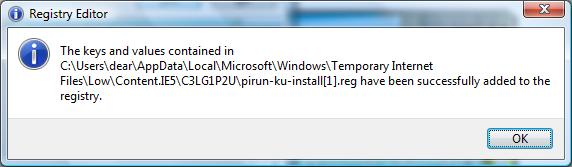 Registry Editor
The keys and values contained in
C:\Users\dear\AppData\Local\Microsoft\Windows\Temporary Internet
Files\Low\Content.IE5\C3LG1P2U\pirun-ku-install[1].reg have been successfully added to the
registry.
OK